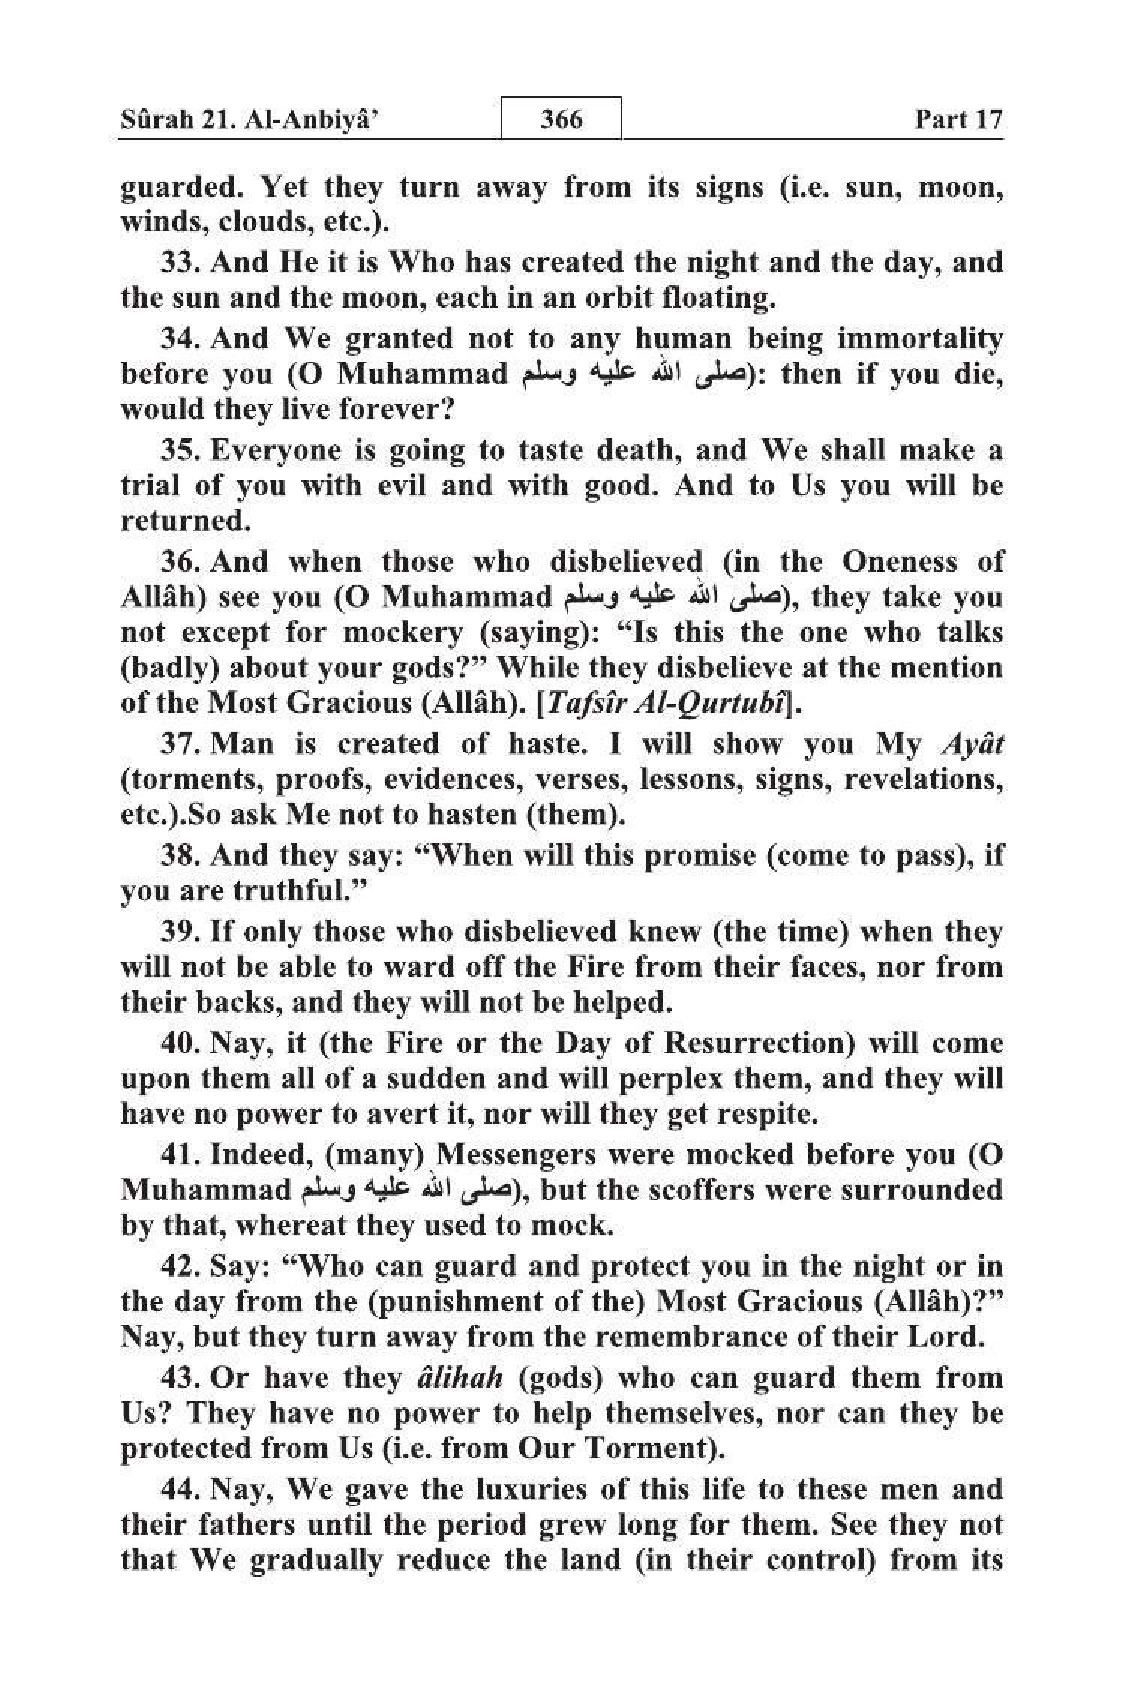 Sûrah 21. Al-Anbiyâ’ 366 Part 17
guarded. Yet they turn away from its signs (i.e. sun, moon,
winds, clouds, etc.).
33. And He it is Who has created the night and the day, and
the sun and the moon, each in an orbit floating.
34. And We granted not to any human being immortality
before you (O Muhammad صلى الله عليه وسلم): then if you die,
would they live forever?
35. Everyone is going to taste death, and We shall make a
trial of you with evil and with good. And to Us you will be
returned.
36. And when those who disbelieved (in the Oneness of
Allâh) see you (O Muhammad صلى الله عليه وسلم), they take you
not except for mockery (saying): “Is this the one who talks
(badly) about your gods?” While they disbelieve at the mention
of the Most Gracious (Allâh). [Tafsîr Al-Qurtubî].
37. Man is created of haste. I will show you My Ayât
(torments, proofs, evidences, verses, lessons, signs, revelations,
etc.).So ask Me not to hasten (them).
38. And they say: “When will this promise (come to pass), if
you are truthful.”
39. If only those who disbelieved knew (the time) when they
will not be able to ward off the Fire from their faces, nor from
their backs, and they will not be helped.
40. Nay, it (the Fire or the Day of Resurrection) will come
upon them all of a sudden and will perplex them, and they will
have no power to avert it, nor will they get respite.
41. Indeed, (many) Messengers were mocked before you (O
Muhammad صلى الله عليه وسلم), but the scoffers were surrounded
by that, whereat they used to mock.
42. Say: “Who can guard and protect you in the night or in
the day from the (punishment of the) Most Gracious (Allâh)?”
Nay, but they turn away from the remembrance of their Lord.
43. Or have they âlihah (gods) who can guard them from
Us? They have no power to help themselves, nor can they be
protected from Us (i.e. from Our Torment).
44. Nay, We gave the luxuries of this life to these men and
their fathers until the period grew long for them. See they not
that We gradually reduce the land (in their control) from its